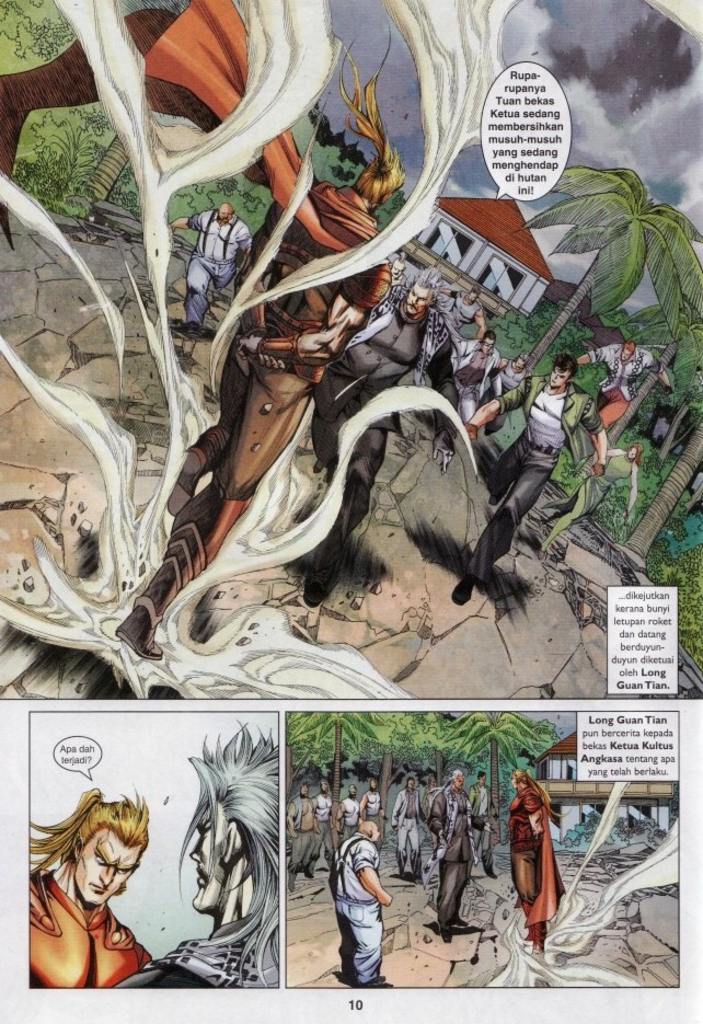 Rupa-
rupanya
Tuan bekas
Ketua sedang
membersihkan
musuh-musuh
yang sedang
menghendap
di hutan
ini!
...dikejutkan
kerana bunyi
letupan roket
dan datang
berduyun-
duyun diketuai
oleh Long
Guan Tian.
Apa dah
terjadi?
Long Guan Tian
pun bercerita kepada
bekas Ketua Kultus
Angkasa tentang apa
yang telah berlaku.
10